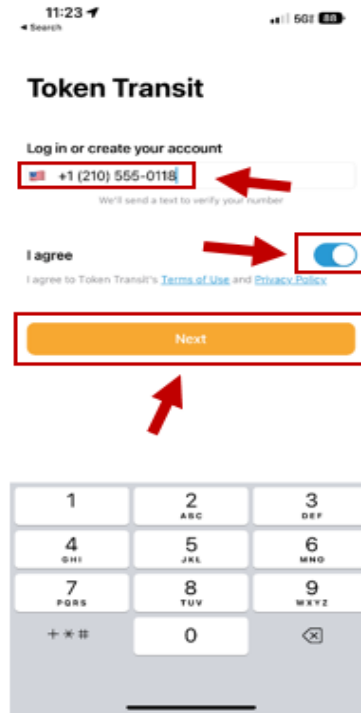 11:23
5G
88
Search
Token Transit
Log in or create your account
+1 (210) 555-0118
We'll send a text to verify your number
I agree
I agree to Token Transit's Terms of Use and Privacy Policy
Next
1
2
3
ABC
DEF
4
5
6
GHI
JKL
MNO
7
8
9
PQRS
TUV
WXYZ
+ * #
0